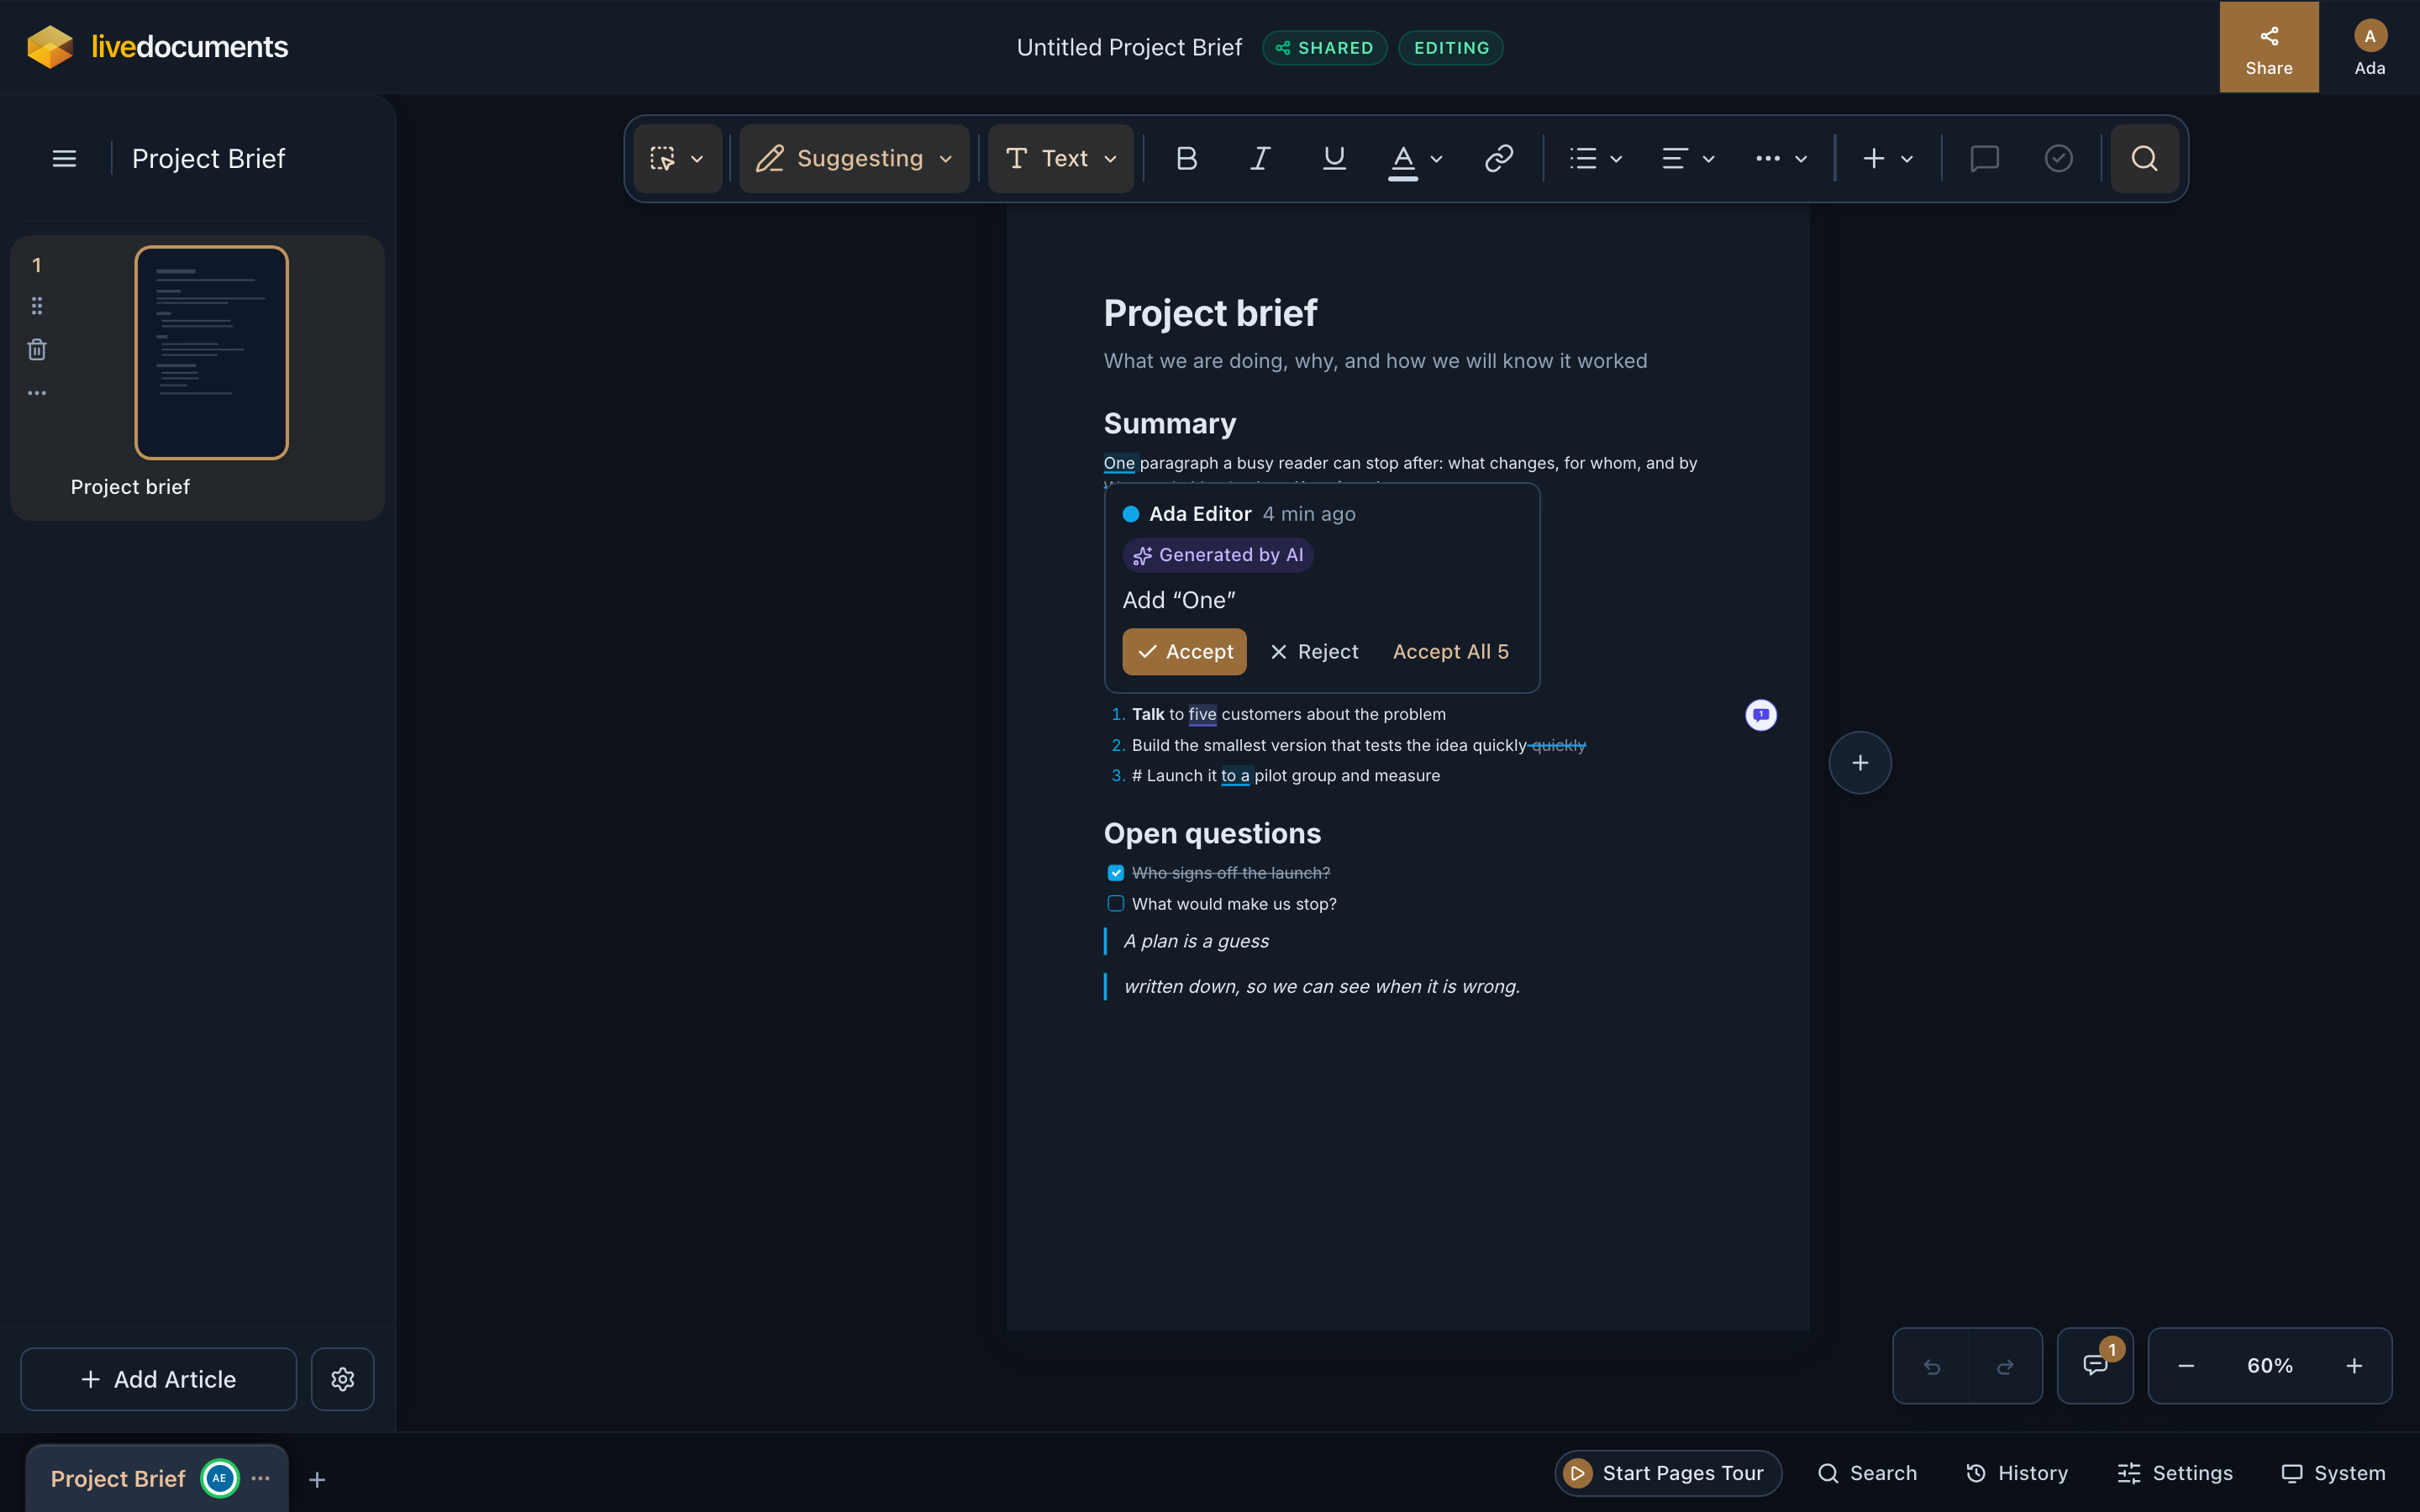 livedocuments
Untitled Project Brief
SHARED
EDITING
Share
A
Ada
Project Brief
Suggesting
Text
1
Project brief
Project brief
What we are doing, why, and how we will know it worked
Summary
One paragraph a busy reader can stop after: what changes, for whom, and by
Ada Editor 4 min ago
Generated by AI
Add “One”
Accept
Reject
Accept All 5
1. Talk to five customers about the problem
1
2. Build the smallest version that tests the idea quickly quickly
3. # Launch it to a pilot group and measure
Open questions
Who signs off the launch?
What would make us stop?
A plan is a guess
written down, so we can see when it is wrong.
Add Article
1
60%
Project Brief
AE
Start Pages Tour
Search
History
Settings
System